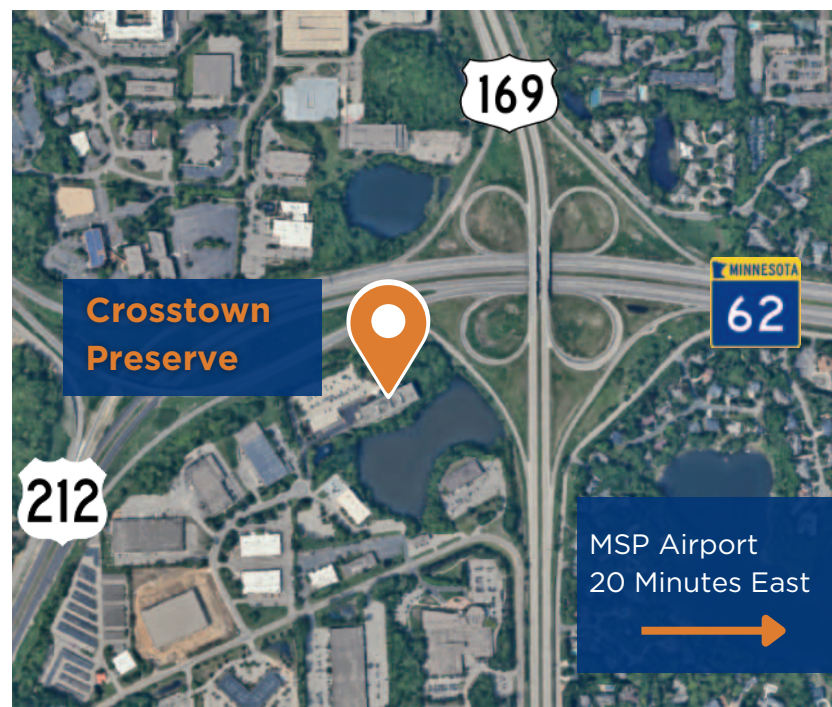 169
MINNESOTA
62
Crosstown
Preserve
212
MSP Airport
20 Minutes East